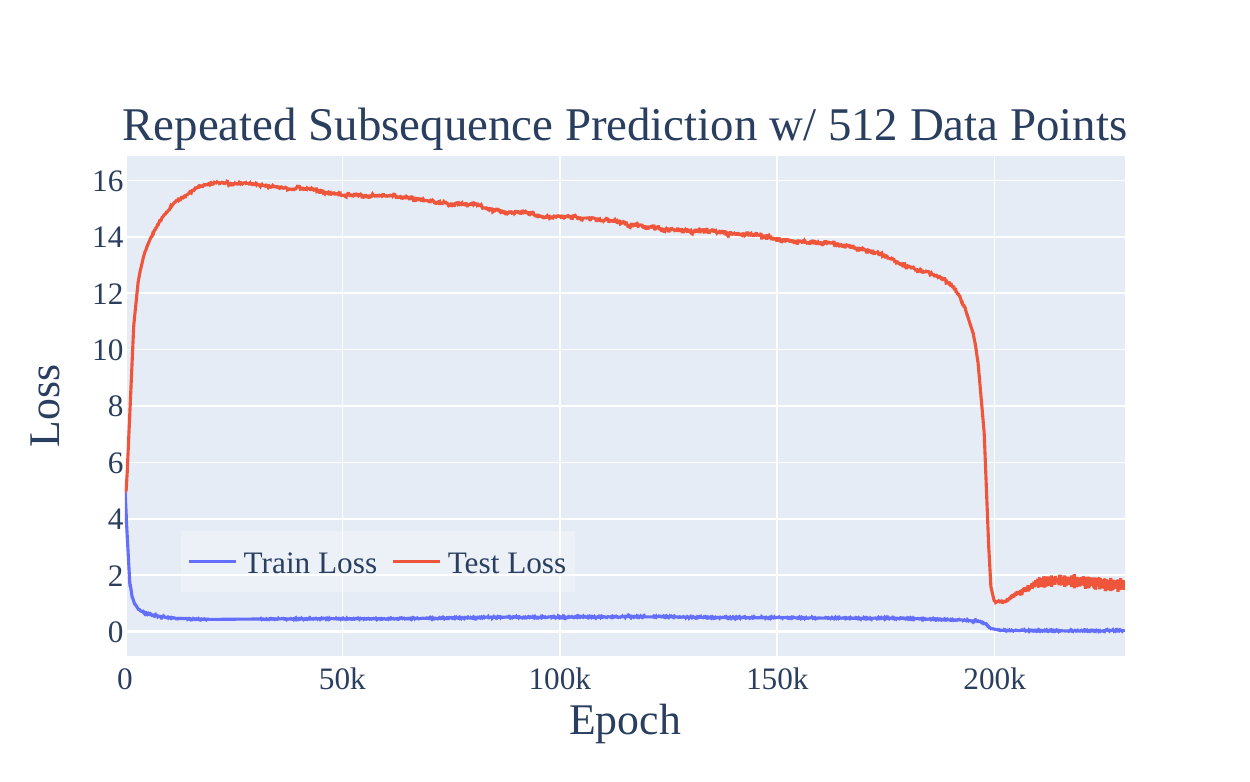 Repeated Subsequence Prediction w/ 512 Data Points
16
14
12
10
8
6
4
2
0
Loss
Train Loss
Test Loss
0
50k
100k
150k
200k
Epoch